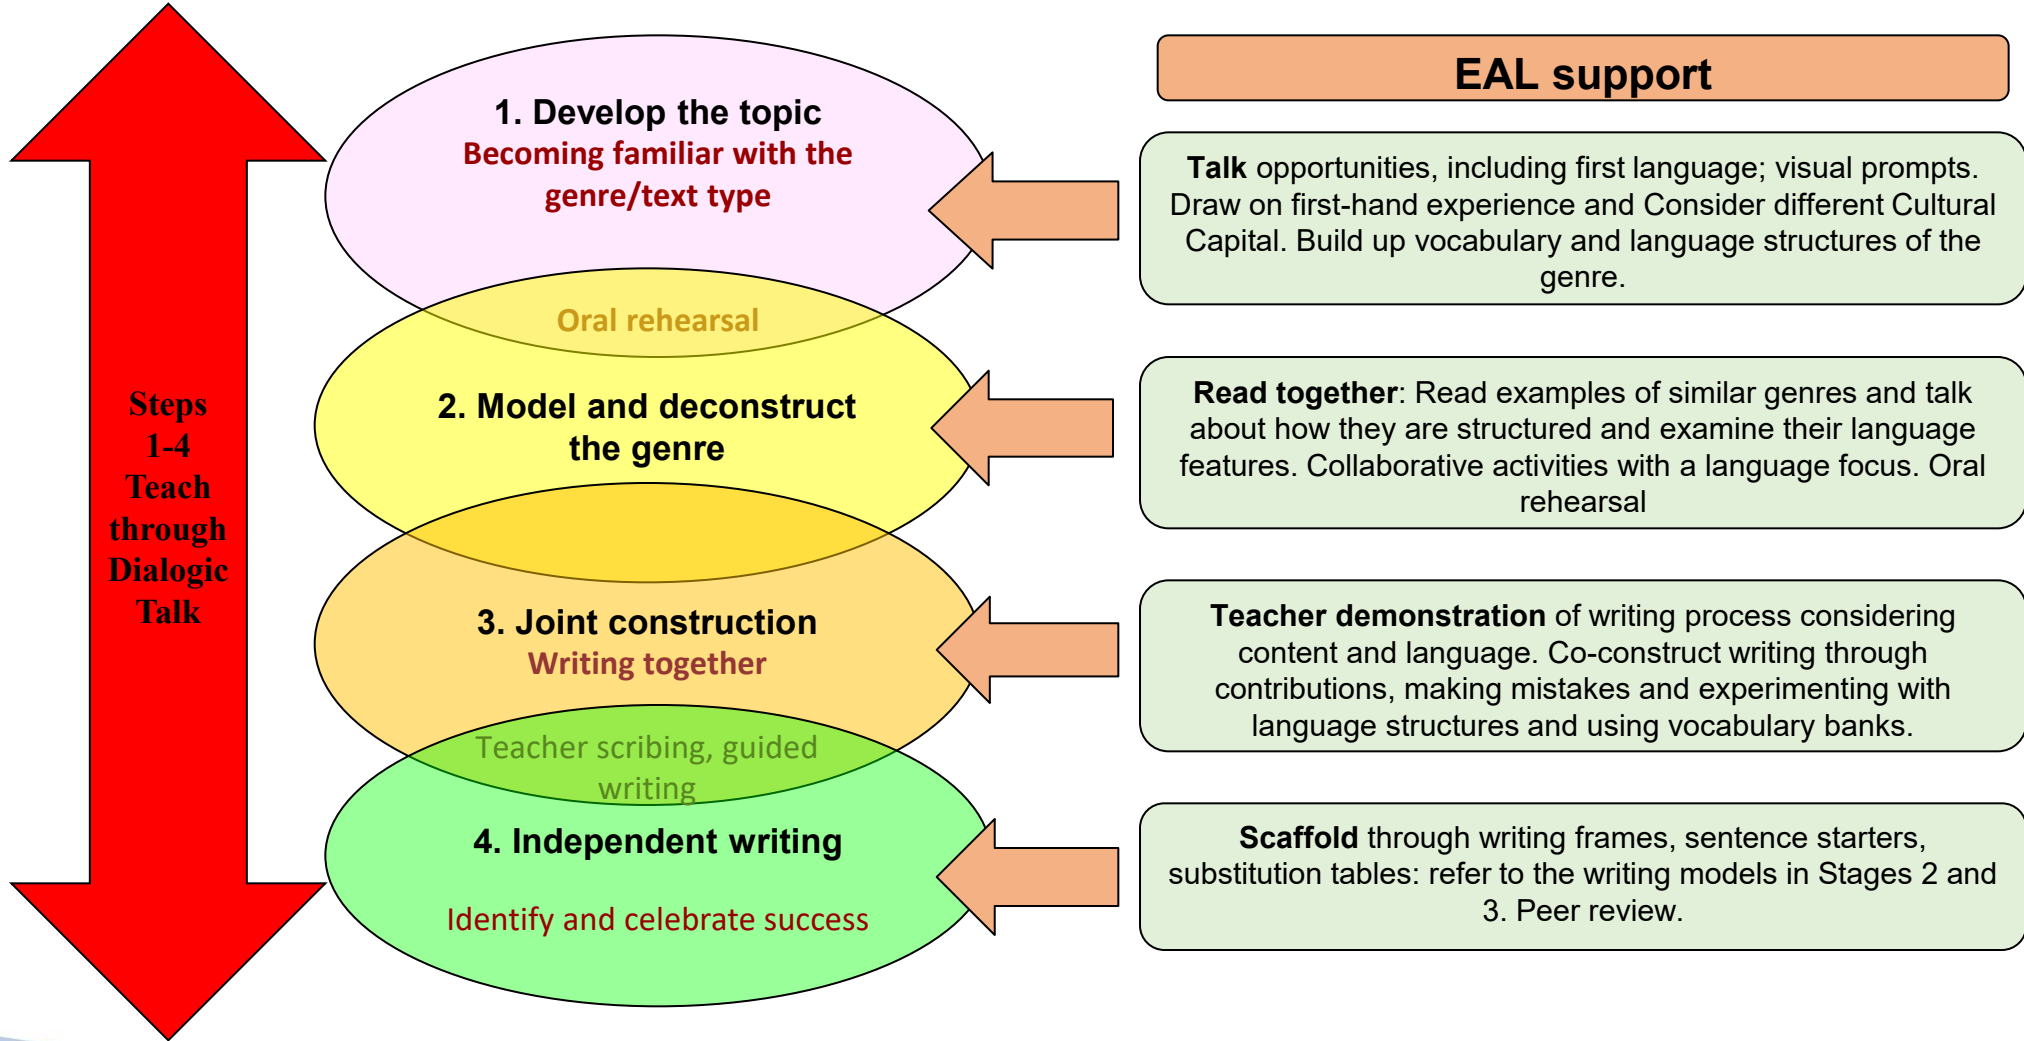 Steps
1-4
Teach
through
Dialogic
Talk
1. Develop the topic
Becoming familiar with the
genre/text type
Oral rehearsal
2. Model and deconstruct
the genre
3. Joint construction
Writing together
Teacher scribing, guided
writing
4. Independent writing
Identify and celebrate success
EAL support
Talk opportunities, including first language; visual prompts.
Draw on first-hand experience and Consider different Cultural
Capital. Build up vocabulary and language structures of the
genre.
Read together: Read examples of similar genres and talk
about how they are structured and examine their language
features. Collaborative activities with a language focus. Oral
rehearsal
Teacher demonstration of writing process considering
content and language. Co-construct writing through
contributions, making mistakes and experimenting with
language structures and using vocabulary banks.
Scaffold through writing frames, sentence starters,
substitution tables: refer to the writing models in Stages 2 and
3. Peer review.